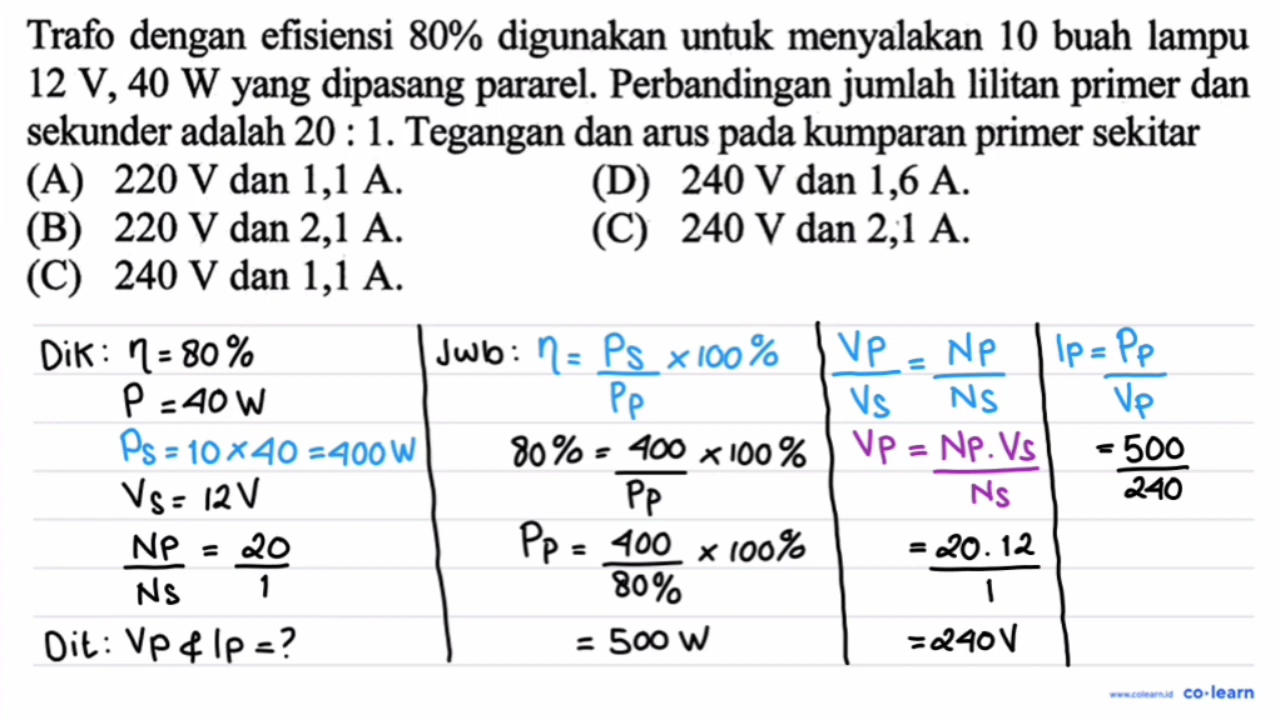 Trafo dengan efisiensi 80% digunakan untuk menyalakan 10 buah lampu
12 V, 40 W yang dipasang pararel. Perbandingan jumlah lilitan primer dan
sekunder adalah 20 : 1. Tegangan dan arus pada kumparan primer sekitar
(A) 220 V dan 1,1 A.
(B) 220 V dan 2,1 A.
(C) 240 V dan 1,1 A.
(D) 240 V dan 1,6 A.
(C) 240 V dan 2,1 A.
Dik : η = 80%
P = 40 W
Ps = 10 × 40 = 400 W
Vs = 12 V
Np/Ns = 20/1
Dit : Vp & Ip = ?
Jwb : η = Ps/Pp × 100%
80% = 400/Pp × 100%
Pp = 400/80% × 100%
= 500 W
Vp/Vs = Np/Ns
Vp = Np . Vs/Ns
= 20 . 12/1
= 240 V
Ip = Pp/Vp
= 500/240
www.colearn.id co·learn